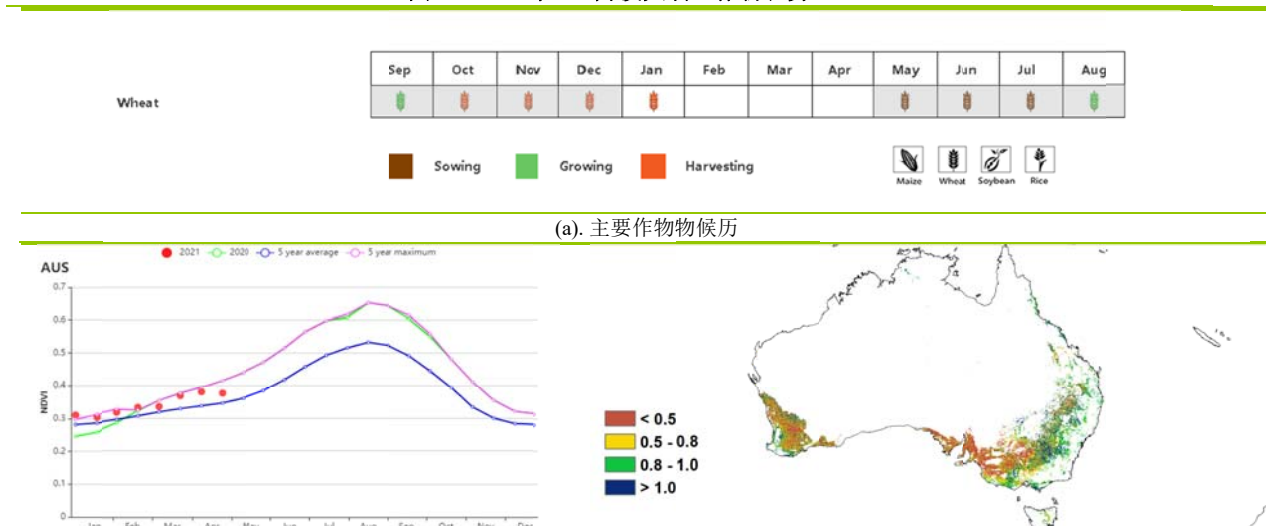 Sep Oct Nov Dec Jan Feb Mar Apr May Jun Jul Aug
Wheat
Sowing Growing Harvesting
Maize Wheat Soybean Rice
(a). 主要作物物候历
2021 2020 5 year average 5 year maximum
AUS
0.7
0.6
0.5
0.4
0.3
0.2
0.1
0
NDVI
< 0.5
0.5 - 0.8
0.8 - 1.0
> 1.0